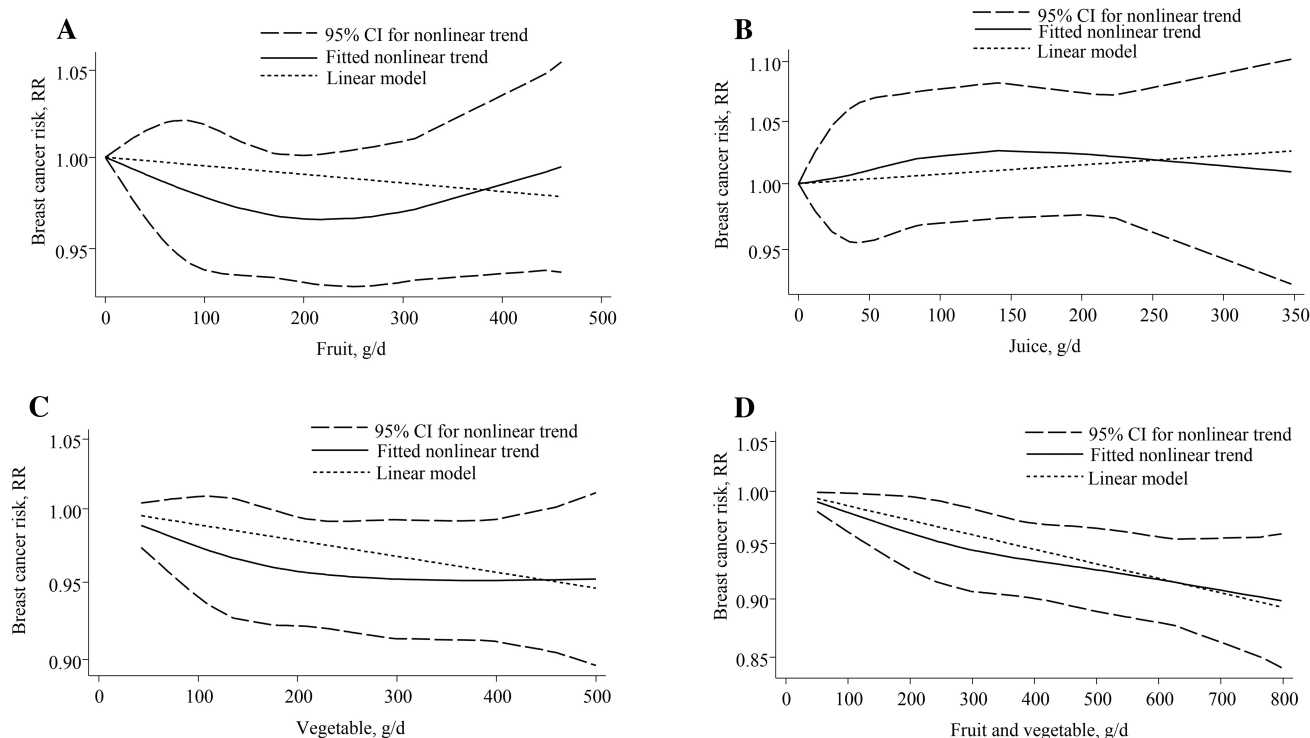 A
95% CI for nonlinear trend
Fitted nonlinear trend
Linear model
Breast cancer risk, RR
1.05
1.00
0.95
0 100 200 300 400 500
Fruit, g/d
B
95% CI for nonlinear trend
Fitted nonlinear trend
Linear model
Breast cancer risk, RR
1.10
1.05
1.00
0.95
0 50 100 150 200 250 300 350
Juice, g/d
C
95% CI for nonlinear trend
Fitted nonlinear trend
Linear model
Breast cancer risk, RR
1.05
1.00
0.95
0.90
0 100 200 300 400 500
Vegetable, g/d
D
95% CI for nonlinear trend
Fitted nonlinear trend
Linear model
Breast cancer risk, RR
1.05
1.00
0.95
0.90
0.85
0 100 200 300 400 500 600 700 800
Fruit and vegetable, g/d